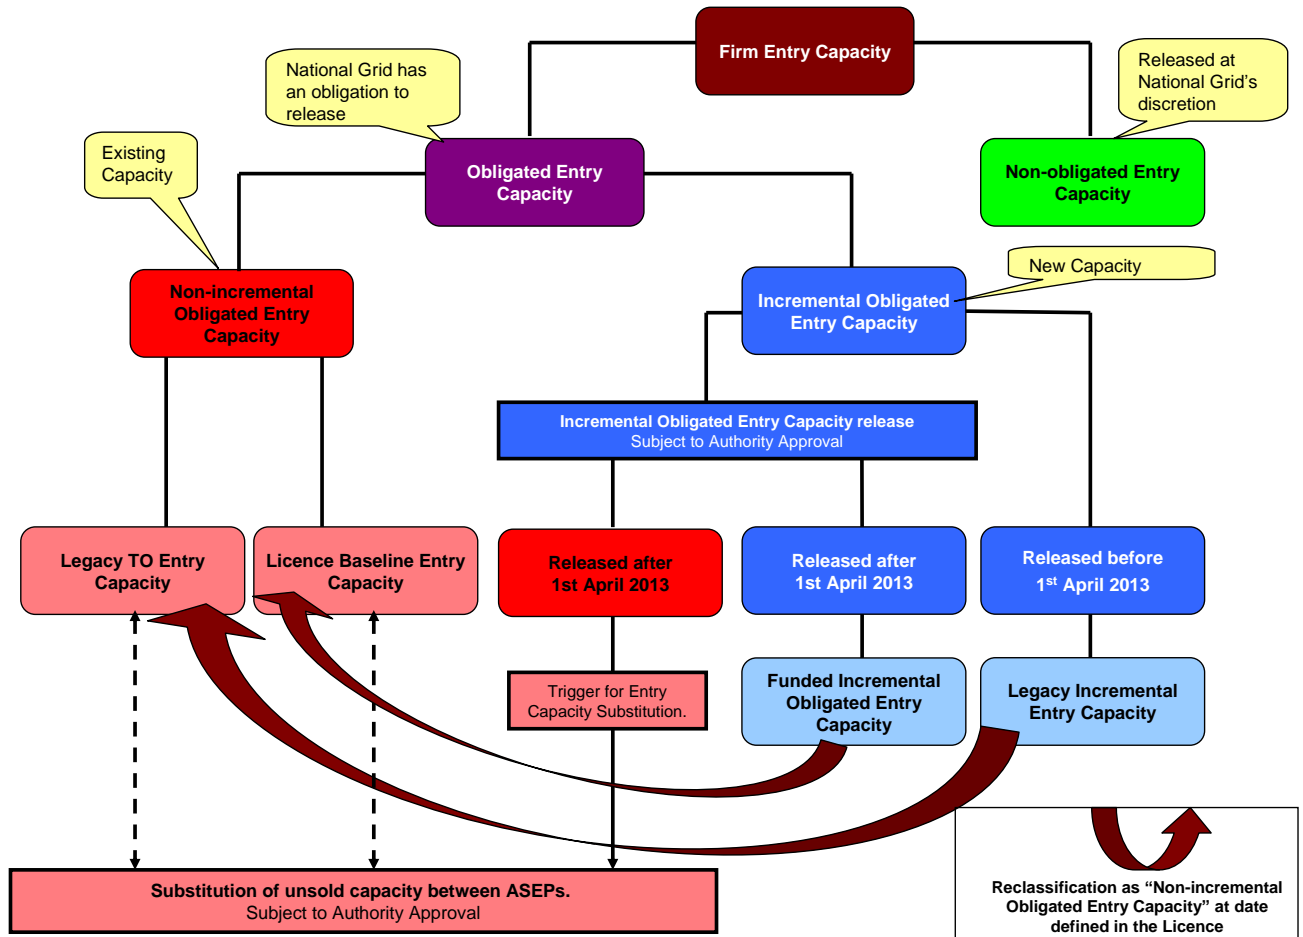 Firm Entry Capacity
National Grid has
an obligation to
release
Released at
National Grid's
discretion
Existing
Capacity
Obligated Entry
Capacity
Non-obligated Entry
Capacity
New Capacity
Non-incremental
Obligated Entry
Capacity
Incremental Obligated
Entry Capacity
Incremental Obligated Entry Capacity release
Subject to Authority Approval
Legacy TO Entry
Capacity
Licence Baseline Entry
Capacity
Released after
1st April 2013
Released after
1st April 2013
Released before
1st April 2013
Trigger for Entry
Capacity Substitution.
Funded Incremental
Obligated Entry
Capacity
Legacy Incremental
Entry Capacity
Substitution of unsold capacity between ASEPs.
Subject to Authority Approval
Reclassification as “Non-incremental
Obligated Entry Capacity” at date
defined in the Licence